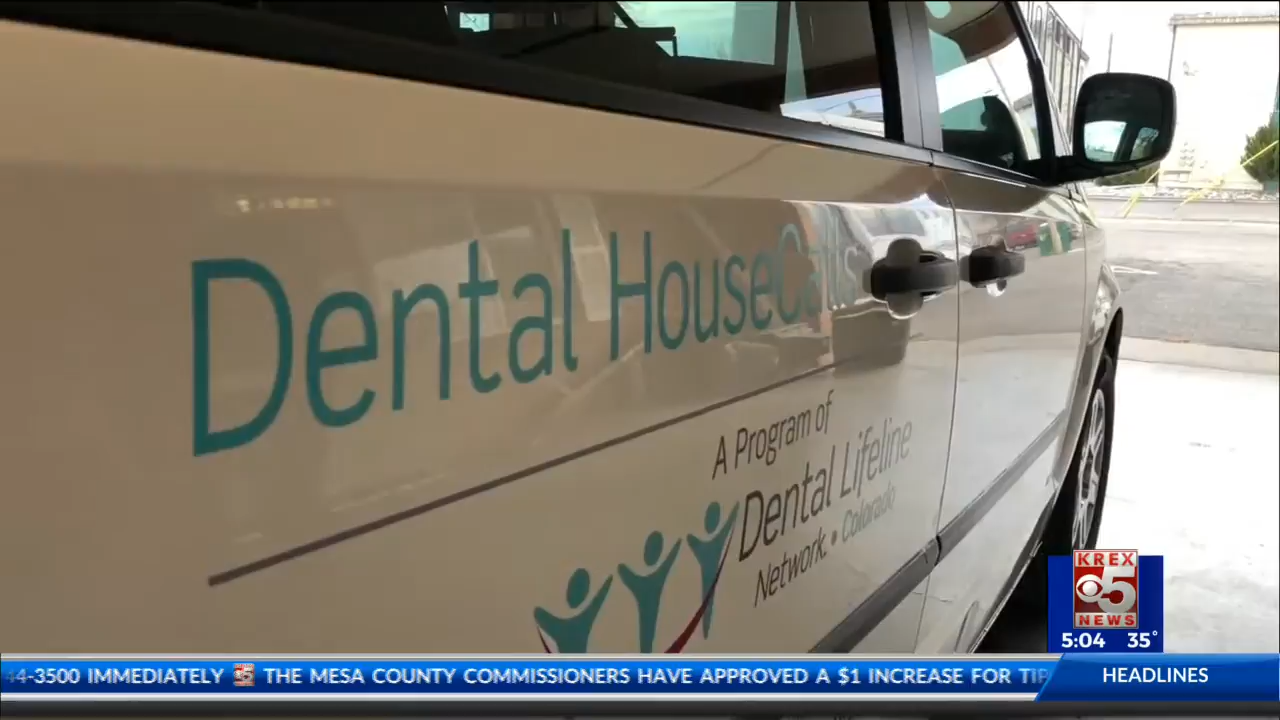 Dental HouseCalls
A Program of
Dental Lifeline
Network. • Colorado
KREX
5
NEWS
5:04 35°
44-3500 IMMEDIATELY 5 THE MESA COUNTY COMMISSIONERS HAVE APPROVED A $1 INCREASE FOR TIP
HEADLINES